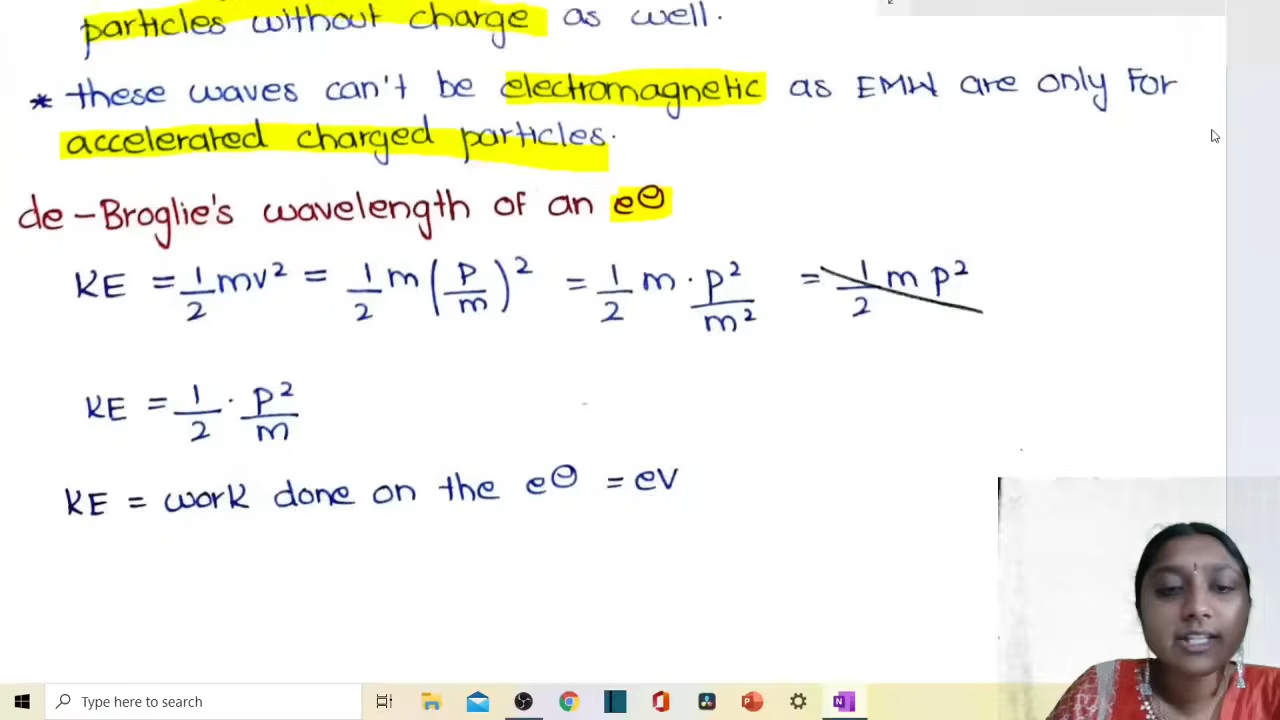 particles without charge as well.
* these waves can't be electromagnetic as EMW are only for
accelerated charged particles.
de-Broglie's wavelength of an e⊖
KE = 1/2 mv² = 1/2 m (p/m)² = 1/2 m · p²/m² = 1/2 m p²
KE = 1/2 · p²/m
KE = work done on the e⊖ = eV
Type here to search